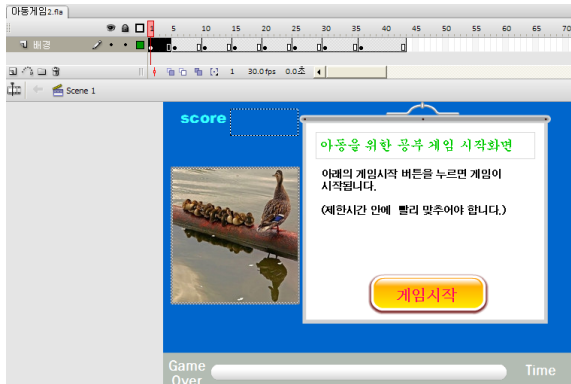 아동게임2.fla
1 5 10 15 20 25 30 35 40 45 50 55 60 65 70
배경
1 30.0 fps 0.0초
Scene 1
score
아동을 위한 공부 게임 시작화면
아래의 게임시작 버튼을 누르면 게임이
시작됩니다.
(제한시간 안에 빨리 맞추어야 합니다.)
게임시작
Game
Over
Time